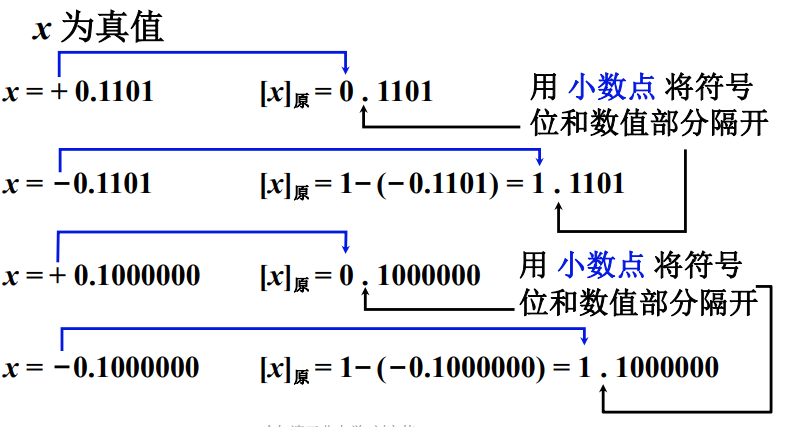 x 为真值
x = + 0.1101 [x]原 = 0 . 1101
用 小数点 将符号
位和数值部分隔开
x = −0.1101 [x]原 = 1−(−0.1101) = 1 . 1101
x = + 0.1000000 [x]原 = 0 . 1000000
用 小数点 将符号
位和数值部分隔开
x = −0.1000000 [x]原 = 1−(−0.1000000) = 1 . 1000000